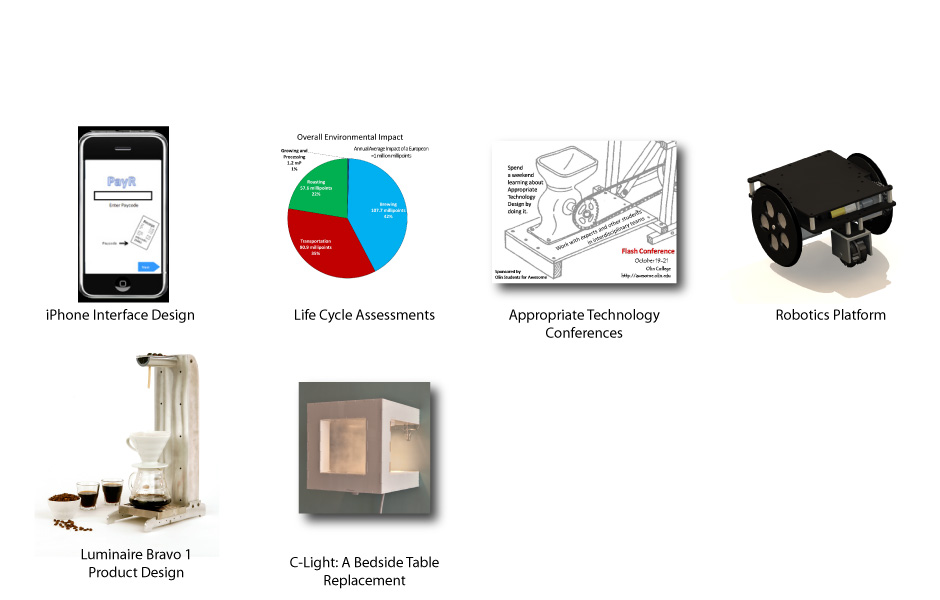 PayR
Enter Paycode
Paycode
iPhone Interface Design
Overall Environmental Impact
Annual Average Impact of a European
=1 million millipoints
Growing and
Processing
1.2 mP
1%
Roasting
57.6 millipoints
22%
Brewing
107.7 millipoints
42%
Transportation
90.9 millipoints
35%
Life Cycle Assessments
Spend
a weekend
learning about
Appropriate
Technology
Design by
doing it.
Work with experts and other students
in interdisciplinary teams
Flash Conference
October 19-21
Olin College
http://awesome.olin.edu
Sponsored by
Olin Students for Awesome
Appropriate Technology
Conferences
Robotics Platform
Luminaire Bravo 1
Product Design
C-Light: A Bedside Table
Replacement